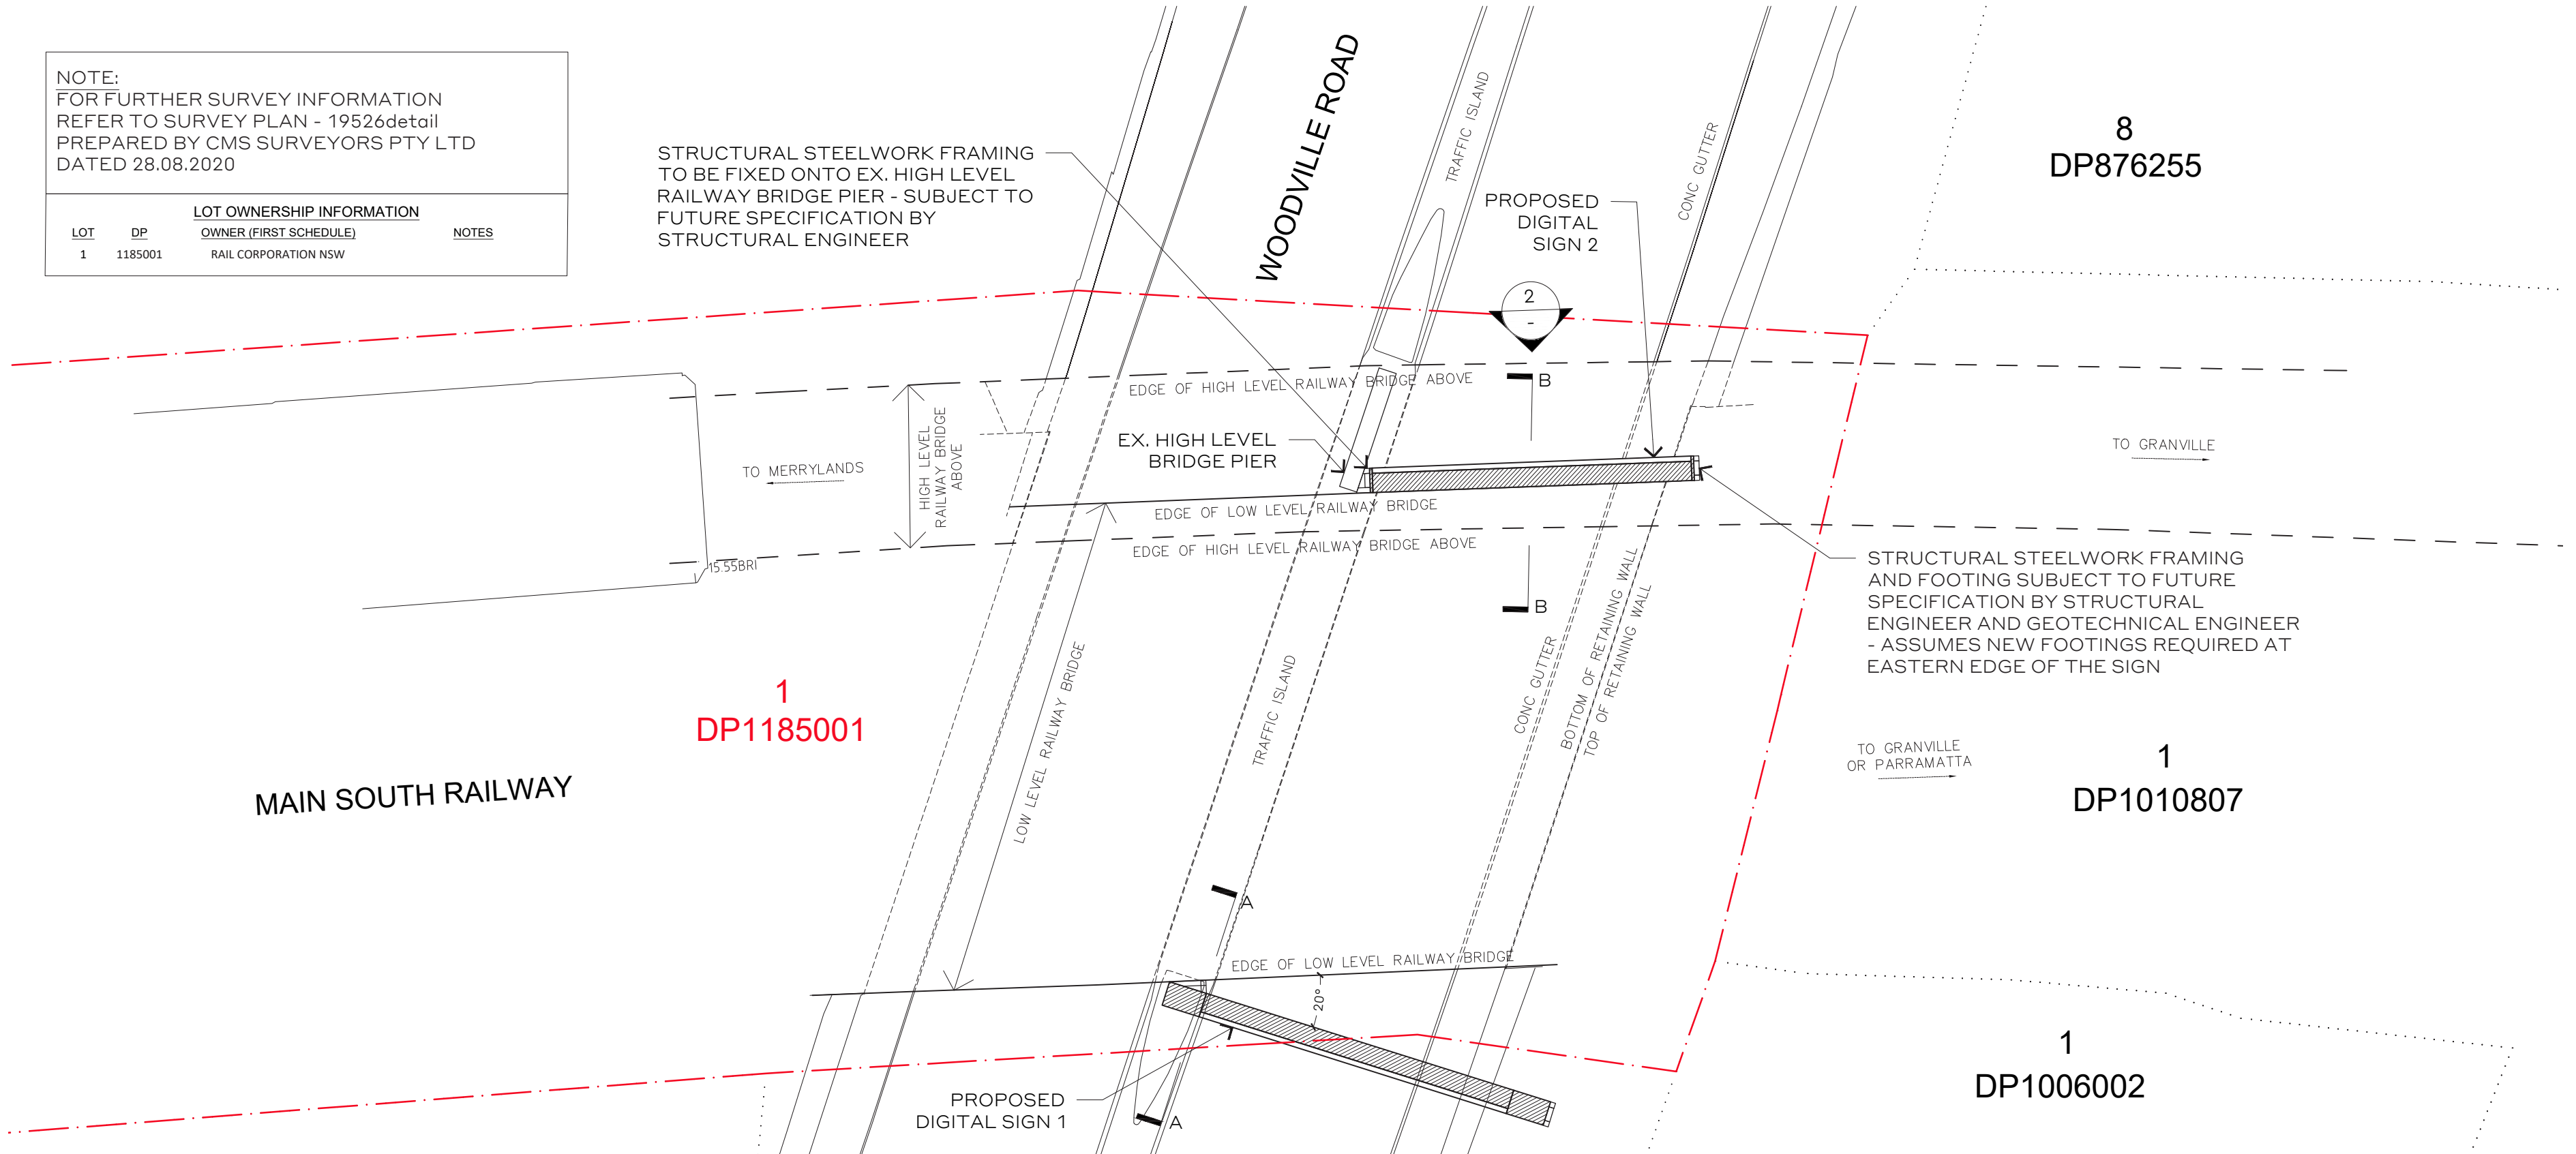 NOTE:
FOR FURTHER SURVEY INFORMATION
REFER TO SURVEY PLAN - 19526detail
PREPARED BY CMS SURVEYORS PTY LTD
DATED 28.08.2020
LOT OWNERSHIP INFORMATION
LOT DP OWNER (FIRST SCHEDULE) NOTES
1 1185001 RAIL CORPORATION NSW
STRUCTURAL STEELWORK FRAMING
TO BE FIXED ONTO EX. HIGH LEVEL
RAILWAY BRIDGE PIER - SUBJECT TO
FUTURE SPECIFICATION BY
STRUCTURAL ENGINEER
WOODVILLE ROAD
TRAFFIC ISLAND
PROPOSED
DIGITAL
SIGN 2
CONC GUTTER
8
DP876255
2
-
EDGE OF HIGH LEVEL RAILWAY BRIDGE ABOVE
B
EX. HIGH LEVEL
BRIDGE PIER
TO MERRYLANDS
HIGH LEVEL
RAILWAY BRIDGE
ABOVE
TO GRANVILLE
EDGE OF LOW LEVEL RAILWAY BRIDGE
EDGE OF HIGH LEVEL RAILWAY BRIDGE ABOVE
15.55BRI
B
STRUCTURAL STEELWORK FRAMING
AND FOOTING SUBJECT TO FUTURE
SPECIFICATION BY STRUCTURAL
ENGINEER AND GEOTECHNICAL ENGINEER
- ASSUMES NEW FOOTINGS REQUIRED AT
EASTERN EDGE OF THE SIGN
1
DP1185001
MAIN SOUTH RAILWAY
LOW LEVEL RAILWAY BRIDGE
TRAFFIC ISLAND
CONC GUTTER
BOTTOM OF RETAINING WALL
TOP OF RETAINING WALL
TO GRANVILLE
OR PARRAMATTA
1
DP1010807
A
EDGE OF LOW LEVEL RAILWAY BRIDGE
20°
PROPOSED
DIGITAL SIGN 1
A
1
DP1006002